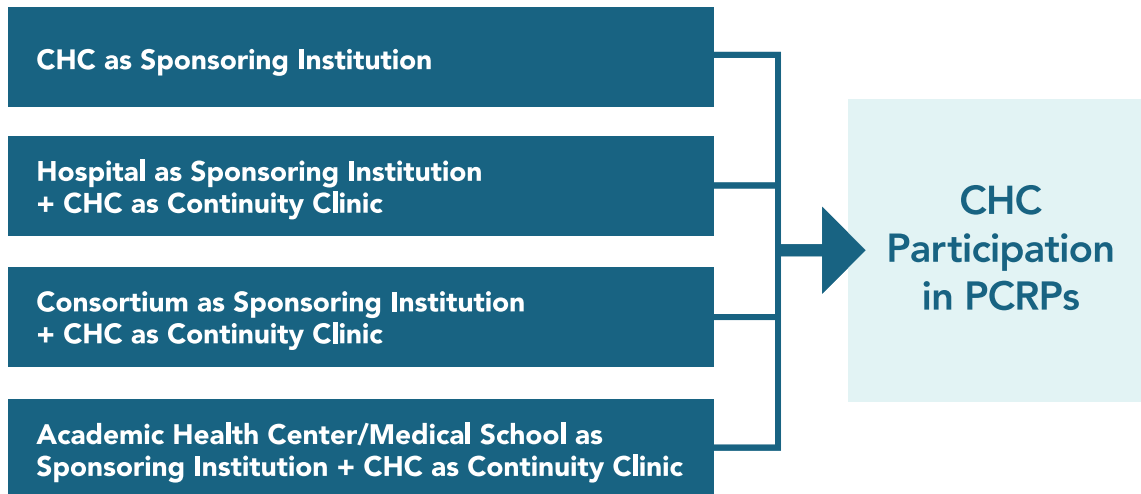 CHC as Sponsoring Institution
Hospital as Sponsoring Institution
+ CHC as Continuity Clinic
Consortium as Sponsoring Institution
+ CHC as Continuity Clinic
Academic Health Center/Medical School as
Sponsoring Institution + CHC as Continuity Clinic
CHC
Participation
in PCRPs